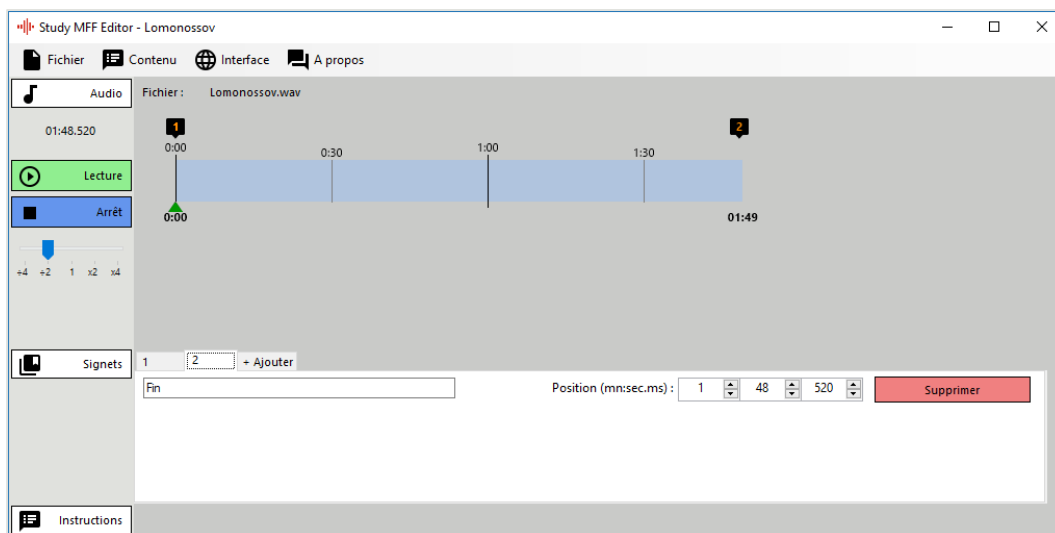 Study MFF Editor - Lomonossov
Fichier Contenu Interface A propos
Audio
Fichier : Lomonossov.wav
01:48.520
1 2
0:00 0:30 1:00 1:30
Lecture
Arrêt
0:00 01:49
÷4 ÷2 1 x2 x4
Signets
1 2 + Ajouter
Fin Position (mn:sec.ms) : 1 48 520 Supprimer
Instructions